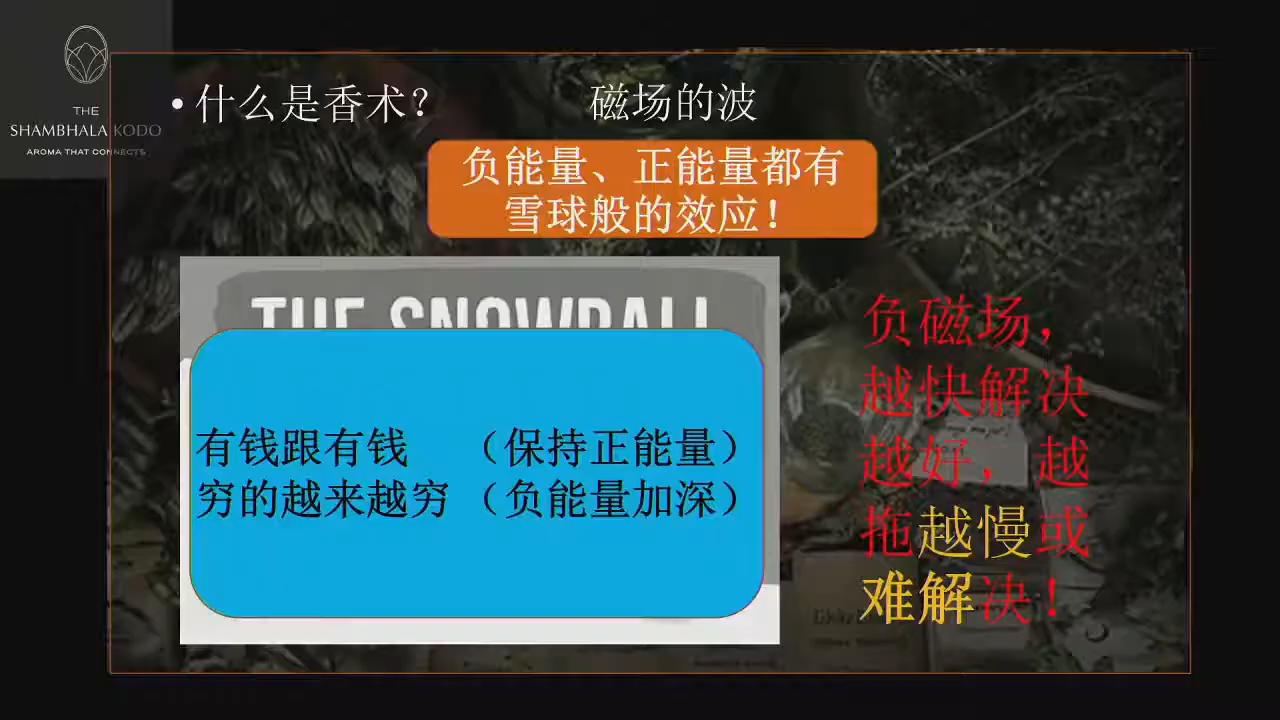 THE
SHAMBHALA KODO
AROMA THAT CONNECTS
• 什么是香术？ 磁场的波
负能量、正能量都有
雪球般的效应！
THE SNOWBALL
有钱跟有钱 （保持正能量）
穷的越来越穷 （负能量加深）
负磁场，
越快解决
越好，越
拖越慢或
难解决！